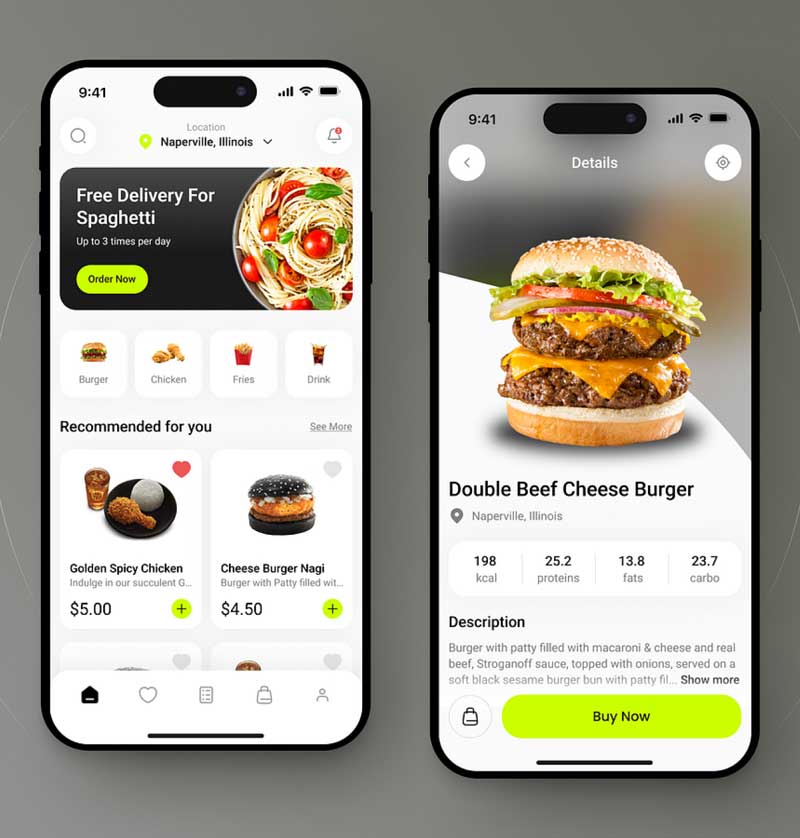 9:41
Location
Naperville, Illinois
Free Delivery For
Spaghetti
Up to 3 times per day
Order Now
Burger
Chicken
Fries
Drink
Recommended for you
See More
Golden Spicy Chicken
Indulge in our succulent G...
$5.00
Cheese Burger Nagi
Burger with Patty filled wit...
$4.50
9:41
Details
Double Beef Cheese Burger
Naperville, Illinois
198
kcal
25.2
proteins
13.8
fats
23.7
carbo
Description
Burger with patty filled with macaroni & cheese and real
beef, Stroganoff sauce, topped with onions, served on a
soft black sesame burger bun with patty fil... Show more
Buy Now